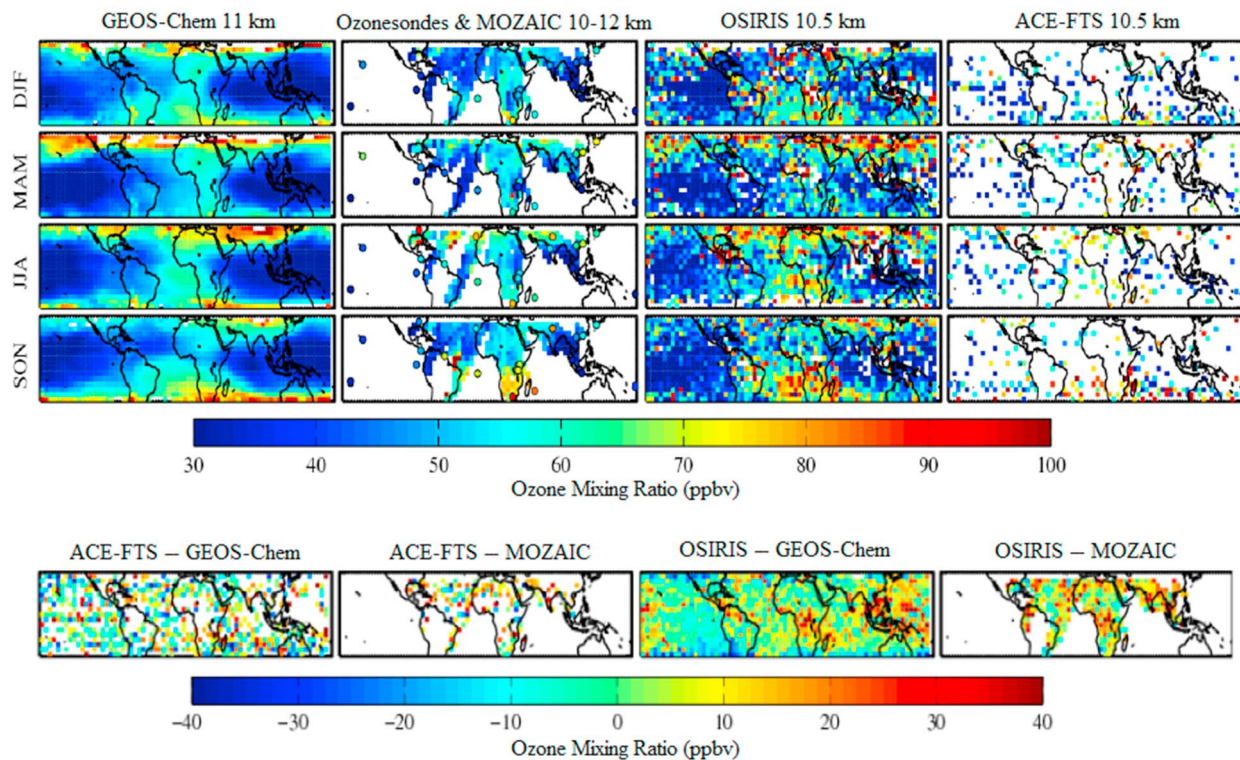 GEOS-Chem 11 km
Ozonesondes & MOZAIC 10-12 km
OSIRIS 10.5 km
ACE-FTS 10.5 km
DJF
MAM
JJA
SON
30 40 50 60 70 80 90 100
Ozone Mixing Ratio (ppbv)
ACE-FTS – GEOS-Chem
ACE-FTS – MOZAIC
OSIRIS – GEOS-Chem
OSIRIS – MOZAIC
−40 −30 −20 −10 0 10 20 30 40
Ozone Mixing Ratio (ppbv)